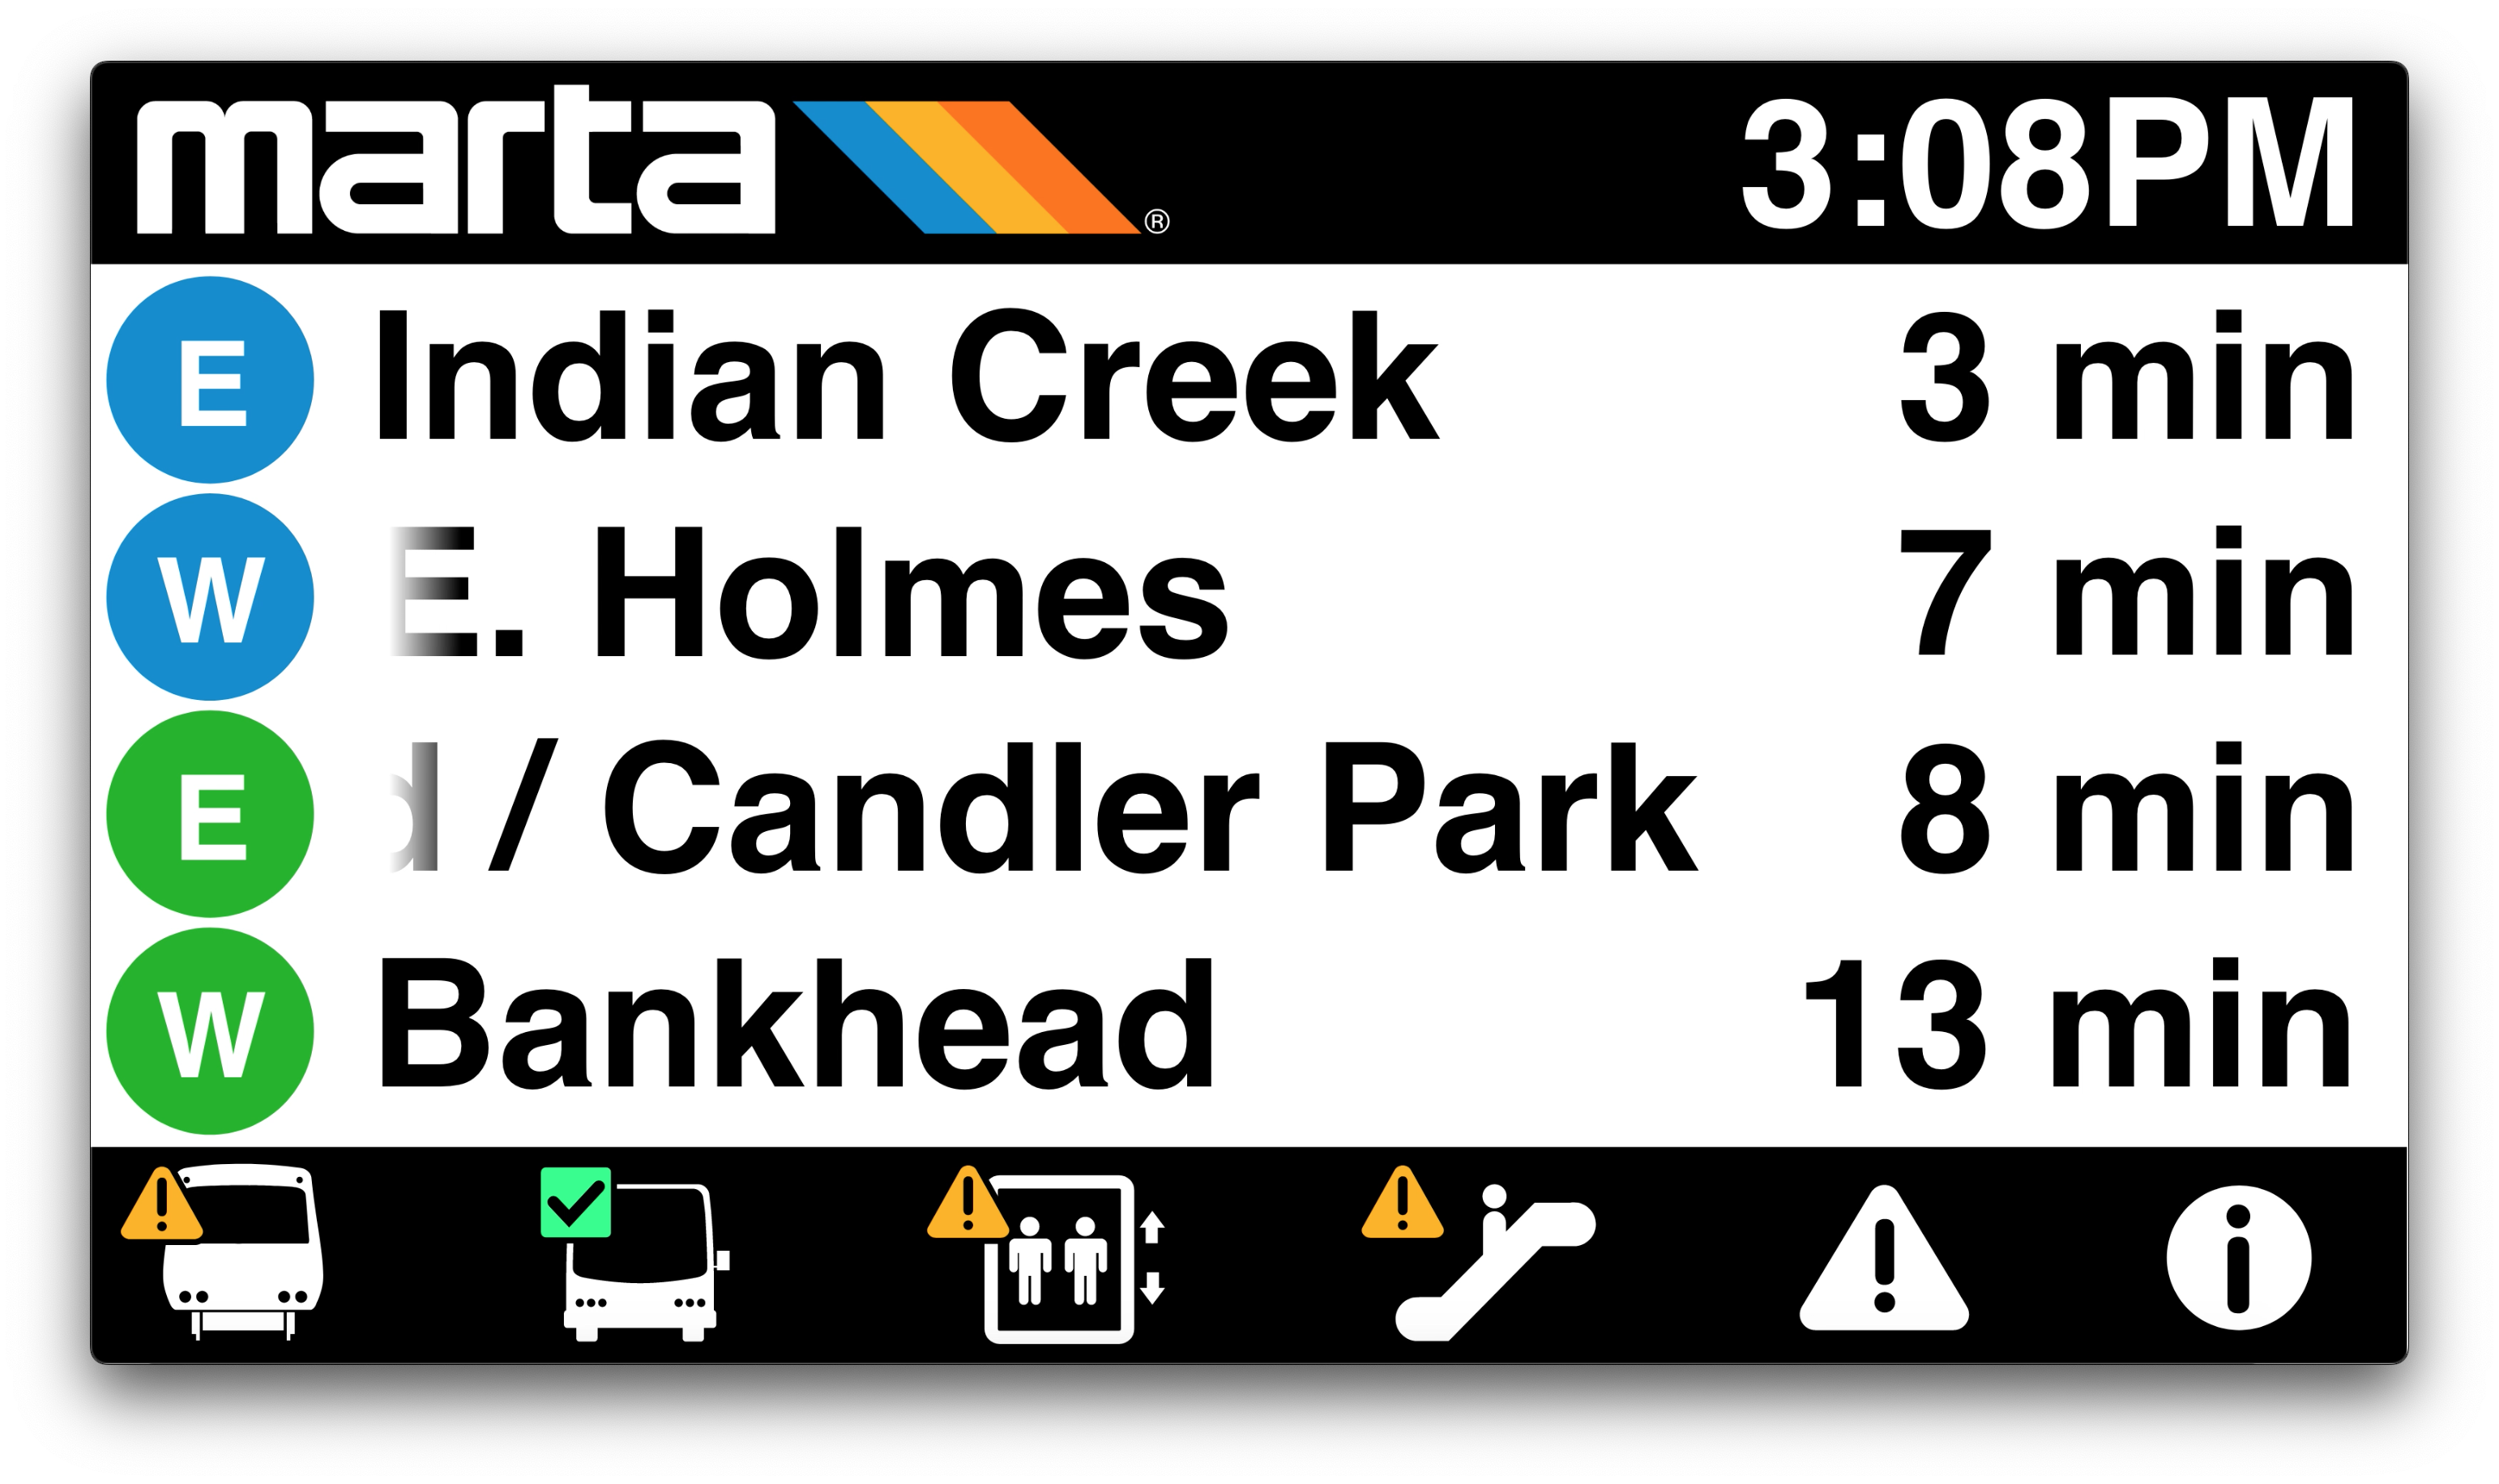 marta ® 3:08PM
E Indian Creek 3 min
W E. Holmes 7 min
E d / Candler Park 8 min
W Bankhead 13 min